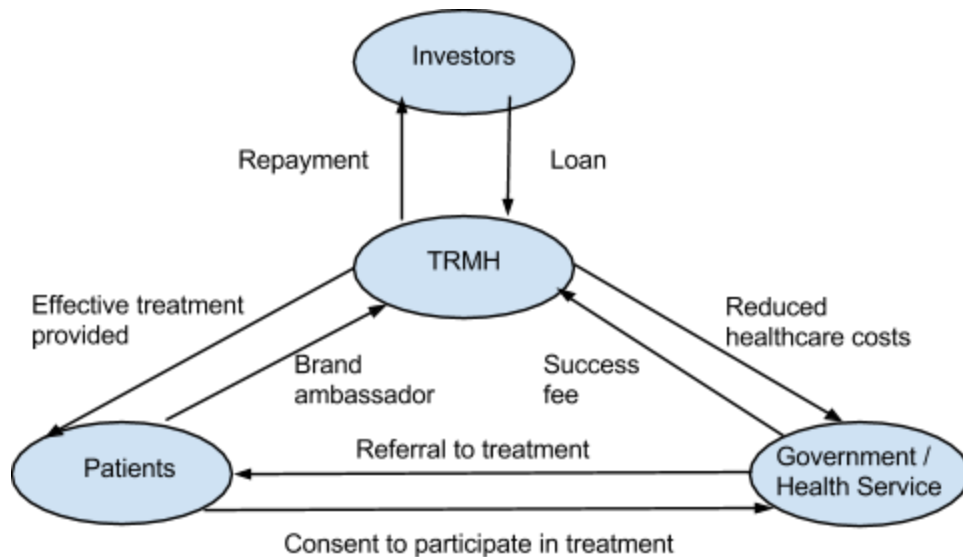 Investors
Repayment
Loan
TRMH
Effective treatment
provided
Reduced
healthcare costs
Brand
ambassador
Success
fee
Patients
Referral to treatment
Government /
Health Service
Consent to participate in treatment